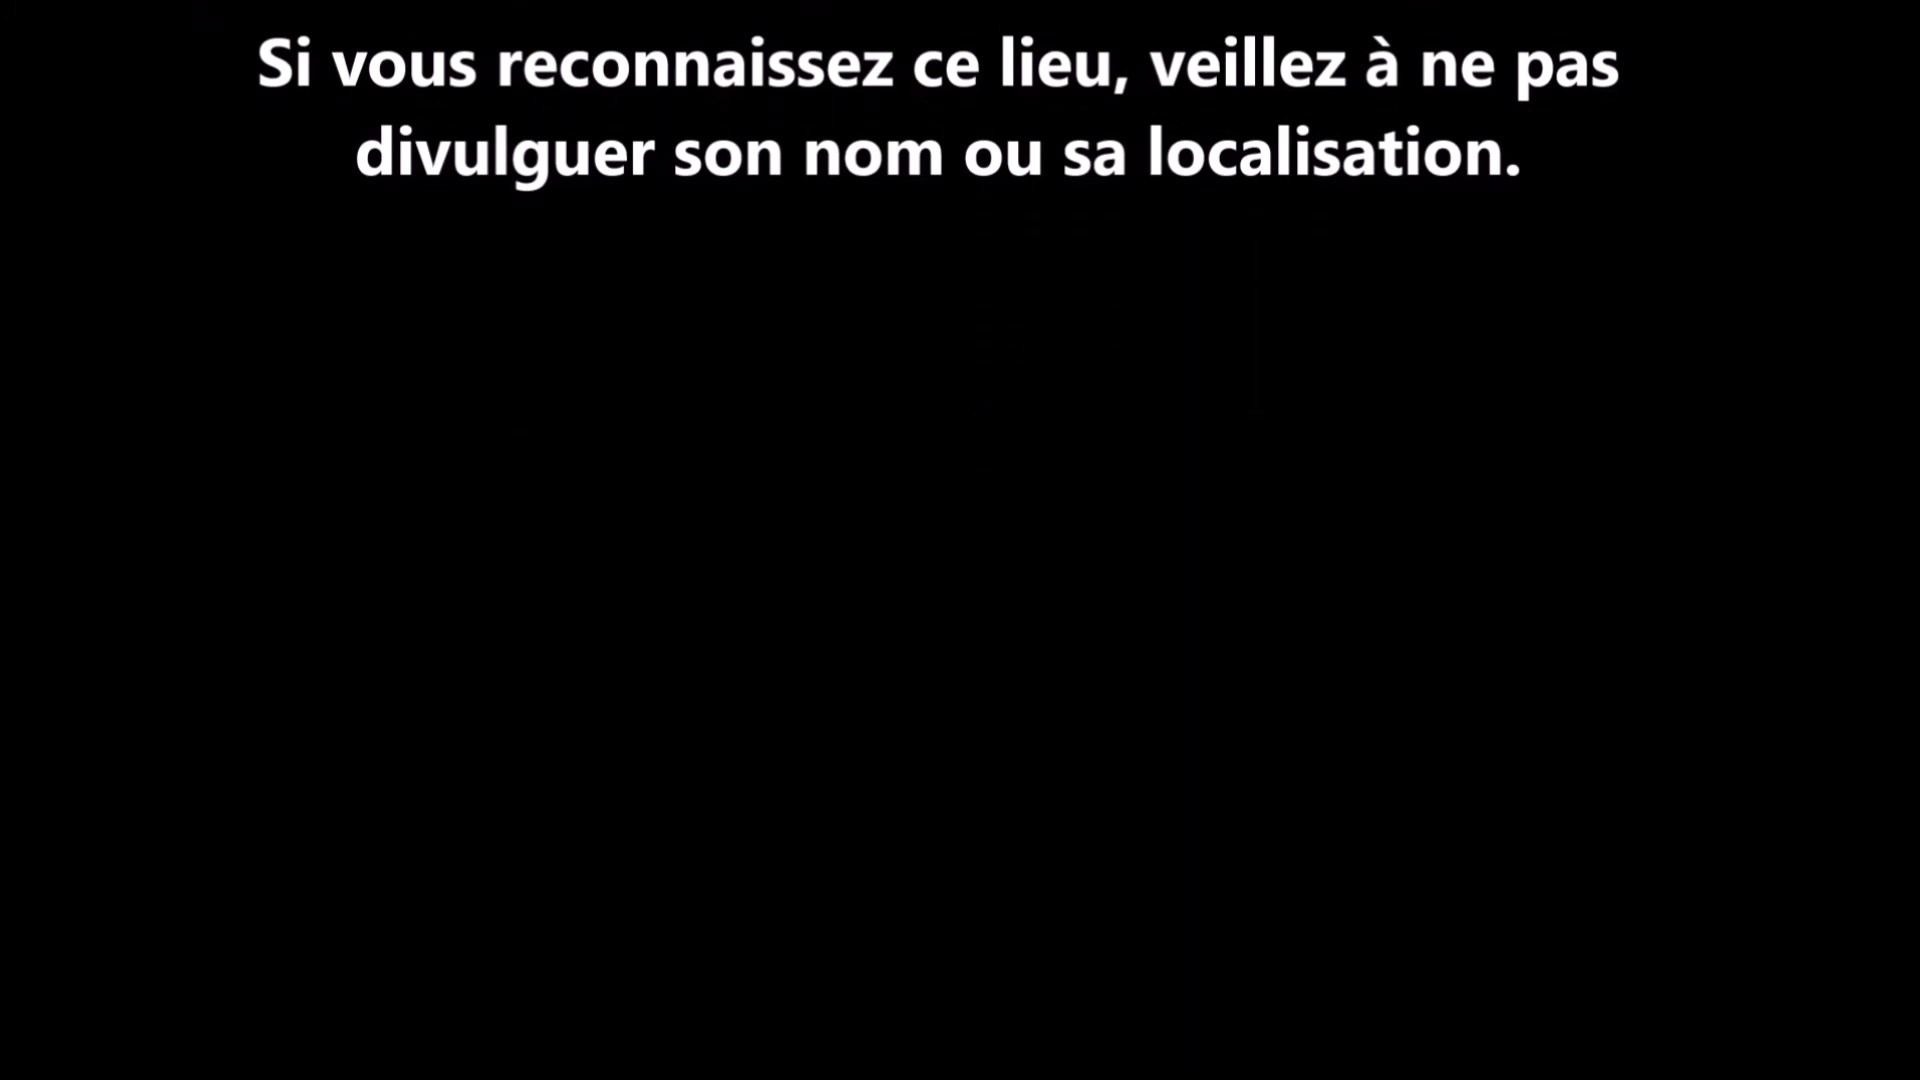 Si vous reconnaissez ce lieu, veillez à ne pas
divulguer son nom ou sa localisation.